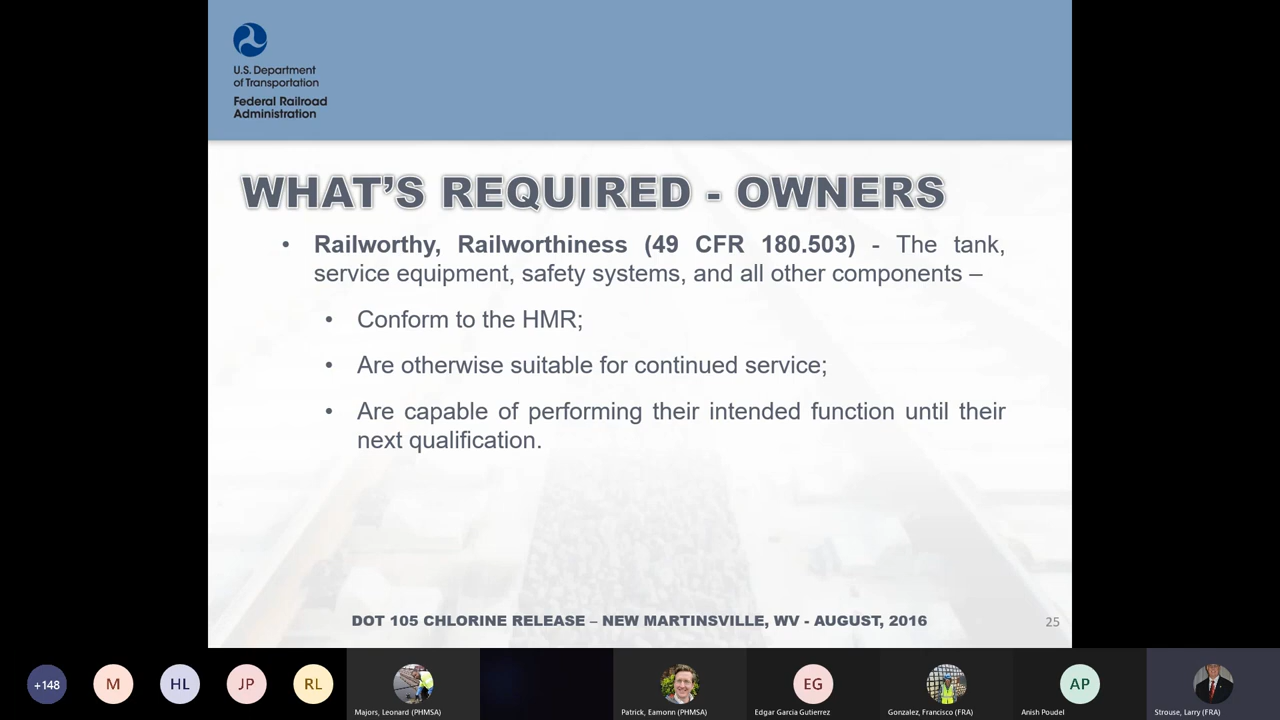 U.S. Department
of Transportation
Federal Railroad
Administration
WHAT'S REQUIRED - OWNERS
• Railworthy, Railworthiness (49 CFR 180.503) - The tank,
service equipment, safety systems, and all other components –
• Conform to the HMR;
• Are otherwise suitable for continued service;
• Are capable of performing their intended function until their
next qualification.
DOT 105 CHLORINE RELEASE – NEW MARTINSVILLE, WV - AUGUST, 2016
25
+148
M
HL
JP
RL
Majors, Leonard (PHMSA)
Patrick, Eamonn (PHMSA)
EG
Edgar Garcia Gutierrez
Gonzalez, Francisco (FRA)
AP
Anish Poudel
Strouse, Larry (FRA)